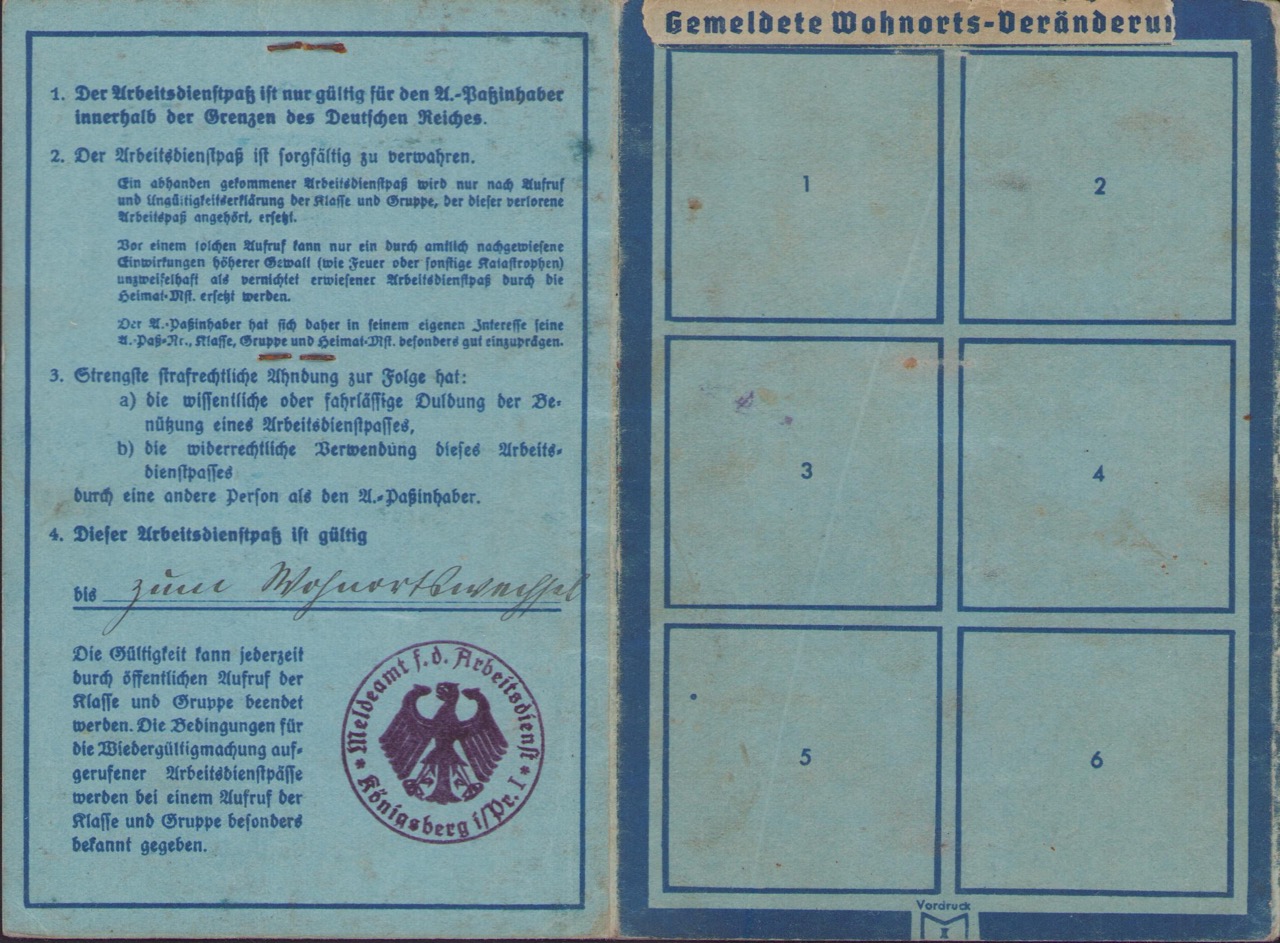 1. Der Arbeitsdienstpaß ist nur gültig für den A.-Paßinhaber
innerhalb der Grenzen des Deutschen Reiches.
2. Der Arbeitsdienstpaß ist sorgfältig zu verwahren.
Ein abhanden gekommener Arbeitsdienstpaß wird nur nach Aufruf
und Ungültigkeitserklärung der Klasse und Gruppe, der dieser verlorene
Arbeitspaß angehört, ersetzt.
Vor einem solchen Aufruf kann nur ein durch amtlich nachgewiesene
Einwirkungen höherer Gewalt (wie Feuer oder sonstige Katastrophen)
unzweifelhaft als vernichtet erwiesener Arbeitsdienstpaß durch die
Heimat-Mst. ersetzt werden.
Der A.-Paßinhaber hat sich daher in seinem eigenen Interesse seine
A.-Paß-Nr., Klasse, Gruppe und Heimat-Mst. besonders gut einzuprägen.
3. Strengste strafrechtliche Ahndung zur Folge hat:
a) die wissentliche oder fahrlässige Duldung der Be-
nützung eines Arbeitsdienstpasses,
b) die widerrechtliche Verwendung dieses Arbeits-
dienstpasses
durch eine andere Person als den A.-Paßinhaber.
4. Dieser Arbeitsdienstpaß ist gültig
bis zum Wohnortswechsel
Die Gültigkeit kann jederzeit
durch öffentlichen Aufruf der
Klasse und Gruppe beendet
werden. Die Bedingungen für
die Wiedergültigmachung auf-
gerufener Arbeitsdienstpässe
werden bei einem Aufruf der
Klasse und Gruppe besonders
bekannt gegeben.
* Meldeamt f. d. Arbeitsdienst *
Königsberg i/Pr. I
Gemeldete Wohnorts-Veränderun
1
2
3
4
5
6
Vordruck
I